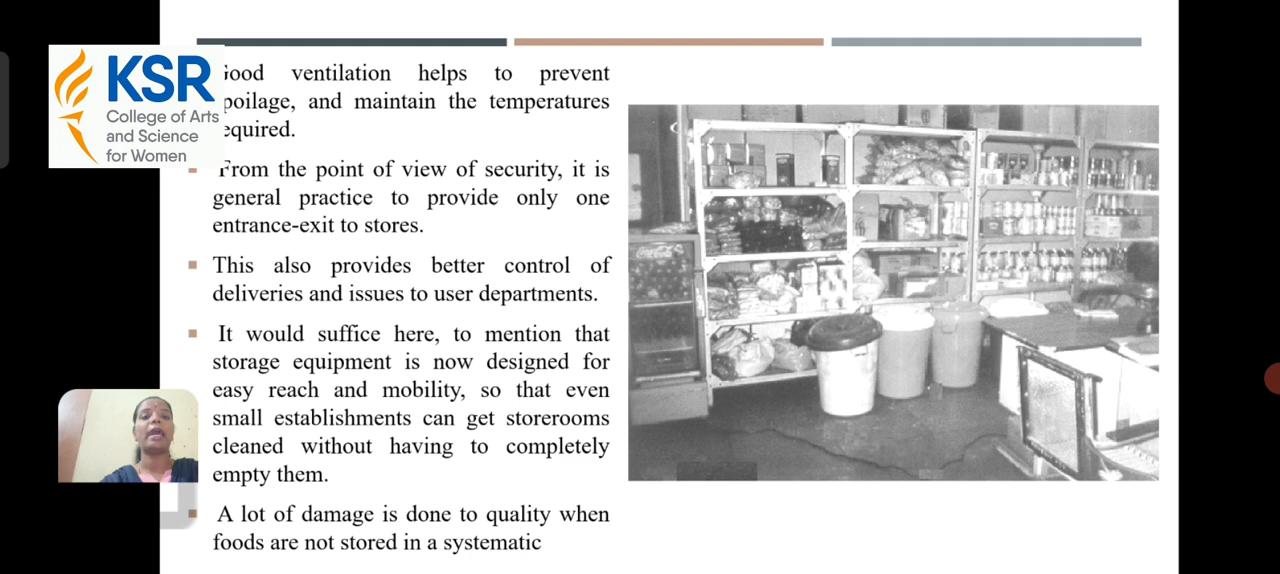 KSR
College of Arts
and Science
for Women
Good ventilation helps to prevent
poilage, and maintain the temperatures
equired.
From the point of view of security, it is
general practice to provide only one
entrance-exit to stores.
This also provides better control of
deliveries and issues to user departments.
It would suffice here, to mention that
storage equipment is now designed for
easy reach and mobility, so that even
small establishments can get storerooms
cleaned without having to completely
empty them.
A lot of damage is done to quality when
foods are not stored in a systematic